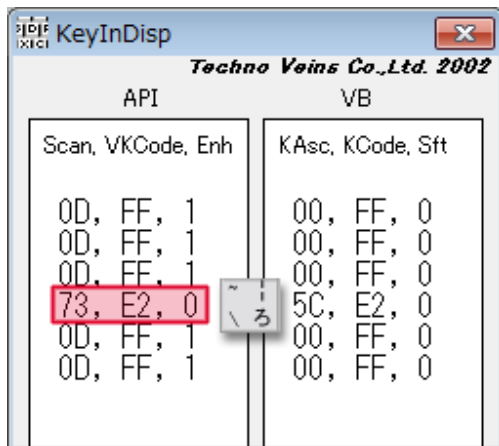 KeyInDisp
Techno Veins Co.,Ltd. 2002
API
VB
Scan, VKCode, Enh
KAsc, KCode, Sft
0D, FF, 1
00, FF, 0
0D, FF, 1
00, FF, 0
0D, FF, 1
00, FF, 0
73, E2, 0
~ ¦
\ ろ
5C, E2, 0
0D, FF, 1
00, FF, 0
0D, FF, 1
00, FF, 0